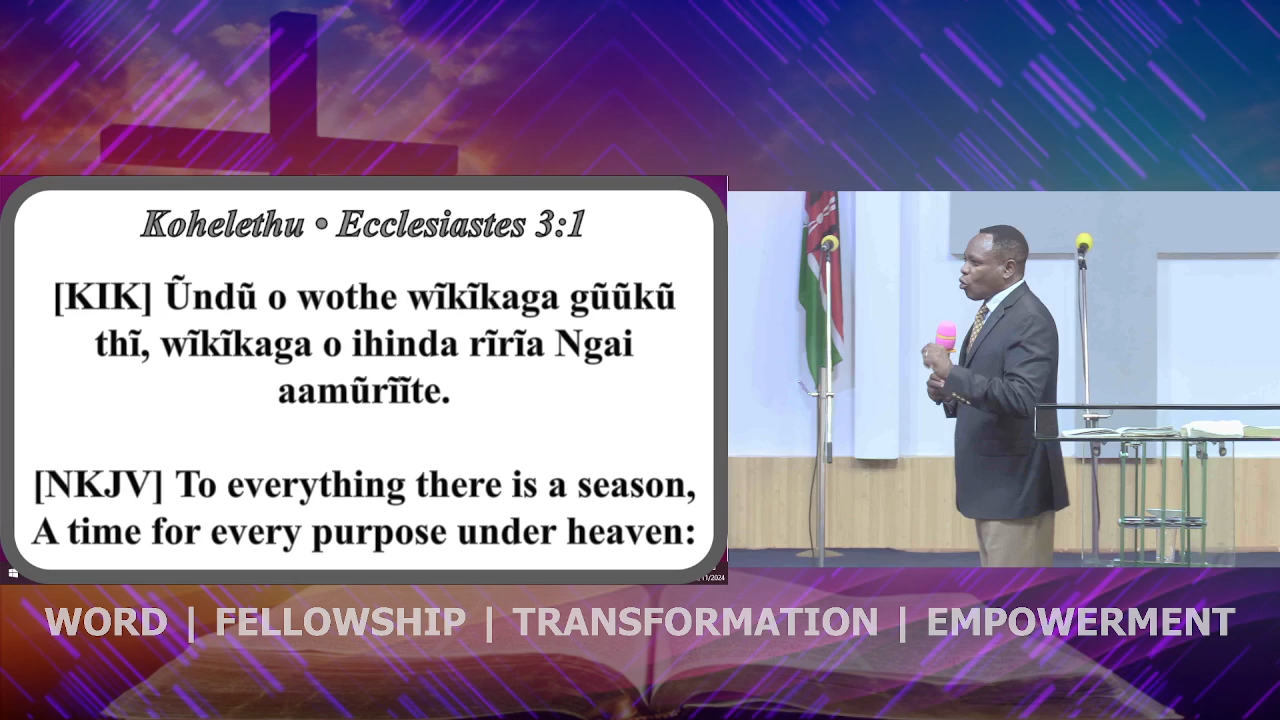 Kohelethu • Ecclesiastes 3:1
[KIK] Ũndũ o wothe wĩkĩkaga gũũkũ
thĩ, wĩkĩkaga o ihinda rĩrĩa Ngai
aamũrĩĩte.
[NKJV] To everything there is a season,
A time for every purpose under heaven:
WORD | FELLOWSHIP | TRANSFORMATION | EMPOWERMENT